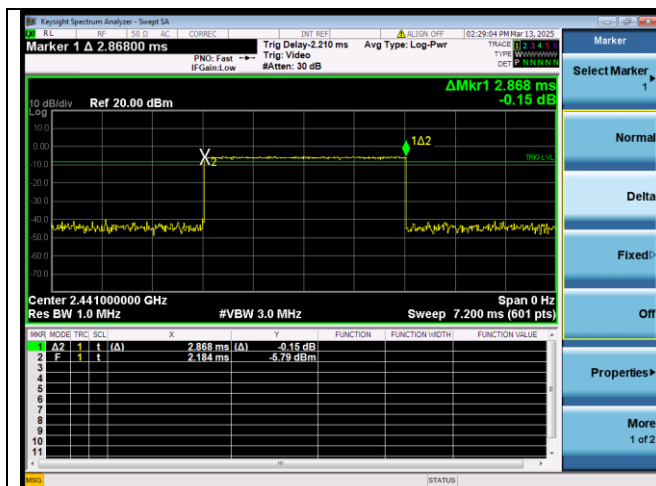 Keysight Spectrum Analyzer - Swept SA
RL RF 50 Ω AC CORREC INT REF ALIGN OFF 02:29:04 PM Mar 13, 2025
Marker 1 Δ 2.86800 ms
Trig Delay-2.210 ms Avg Type: Log-Pwr TRACE 1 2 3 4 5 6
PNO: Fast Trig: Video TYPE WWWWWW
IFGain:Low #Atten: 30 dB DET P N N N N N
ΔMkr1 2.868 ms
-0.15 dB
10 dB/div Ref 20.00 dBm
Log
10.0
0.00
-10.0
-20.0
-30.0
-40.0
-50.0
-60.0
-70.0
X2
1Δ2
TRIG LVL
Center 2.441000000 GHz Span 0 Hz
Res BW 1.0 MHz #VBW 3.0 MHz Sweep 7.200 ms (601 pts)
MKR MODE TRC SCL X Y FUNCTION FUNCTION WIDTH FUNCTION VALUE
1 Δ2 1 t (Δ) 2.868 ms (Δ) -0.15 dB
2 F 1 t 2.184 ms -5.79 dBm
3
4
5
6
7
8
9
10
11
MSG STATUS
Marker
Select Marker
1
Normal
Delta
Fixed
Off
Properties
More
1 of 2